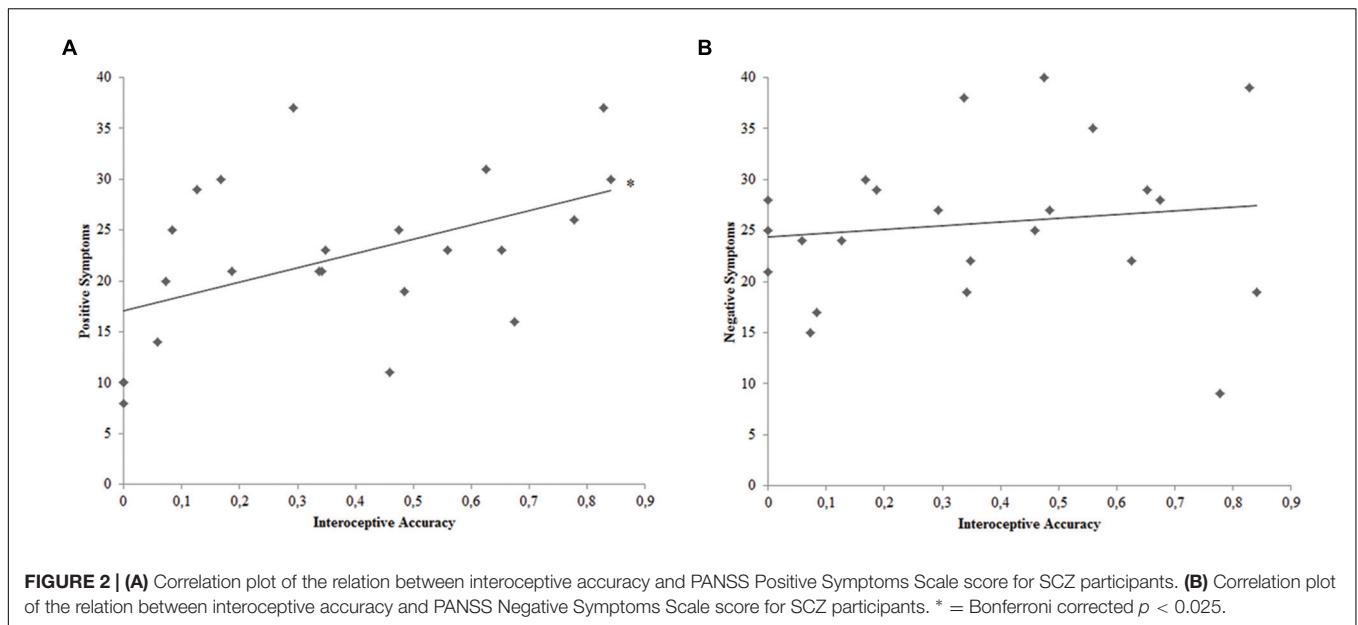 A
40
35
30
25
20
15
10
5
0
Positive Symptoms
*
0 0,1 0,2 0,3 0,4 0,5 0,6 0,7 0,8 0,9
Interoceptive Accuracy
B
40
35
30
25
20
15
10
5
0
Negative Symptoms
0 0,1 0,2 0,3 0,4 0,5 0,6 0,7 0,8 0,9
Interoceptive Accuracy
FIGURE 2 | (A) Correlation plot of the relation between interoceptive accuracy and PANSS Positive Symptoms Scale score for SCZ participants. (B) Correlation plot
of the relation between interoceptive accuracy and PANSS Negative Symptoms Scale score for SCZ participants. * = Bonferroni corrected p < 0.025.